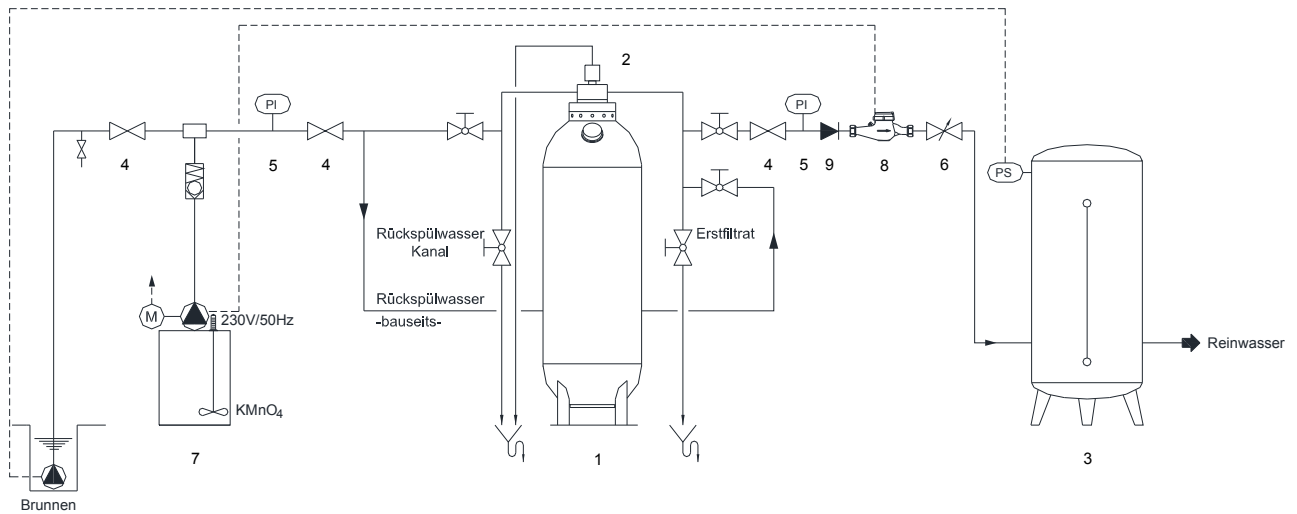 2
PI
PI
4
5
4
4
5
9
8
6
PS
Rückspülwasser
Kanal
Erstfiltrat
Rückspülwasser
-bauseits-
M
230V/50Hz
Reinwasser
KMnO₄
7
1
3
Brunnen